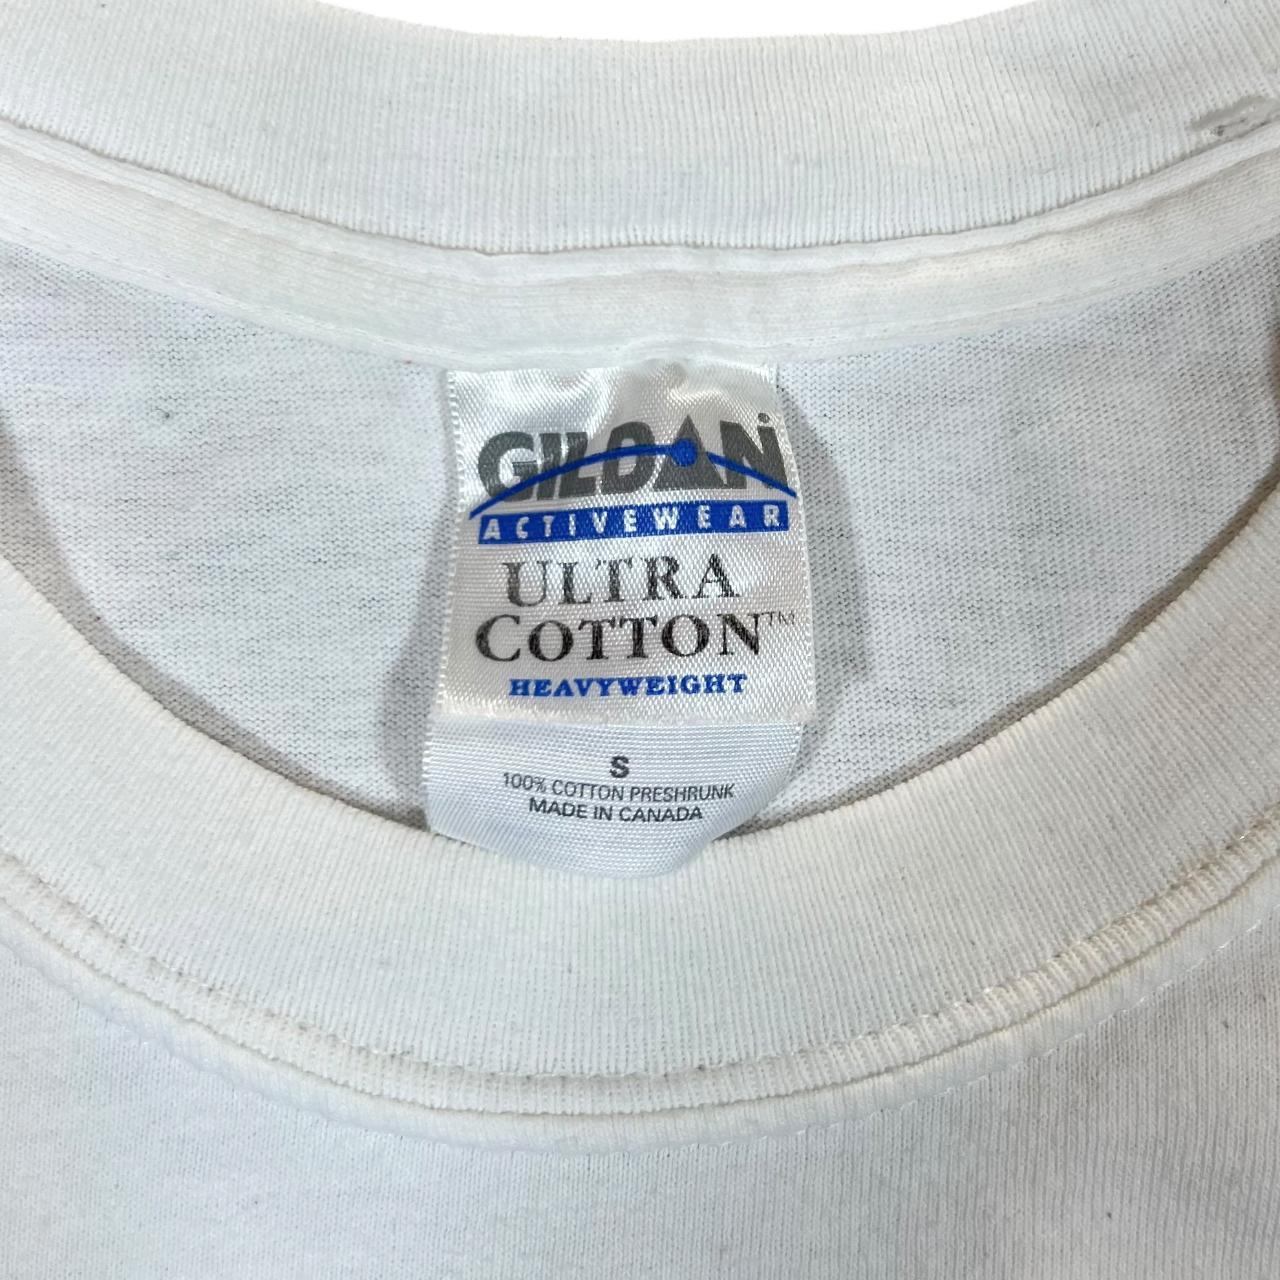 GILDAN®
ACTIVEWEAR
ULTRA
COTTON™
HEAVYWEIGHT
S
100% COTTON PRESHRUNK
MADE IN CANADA